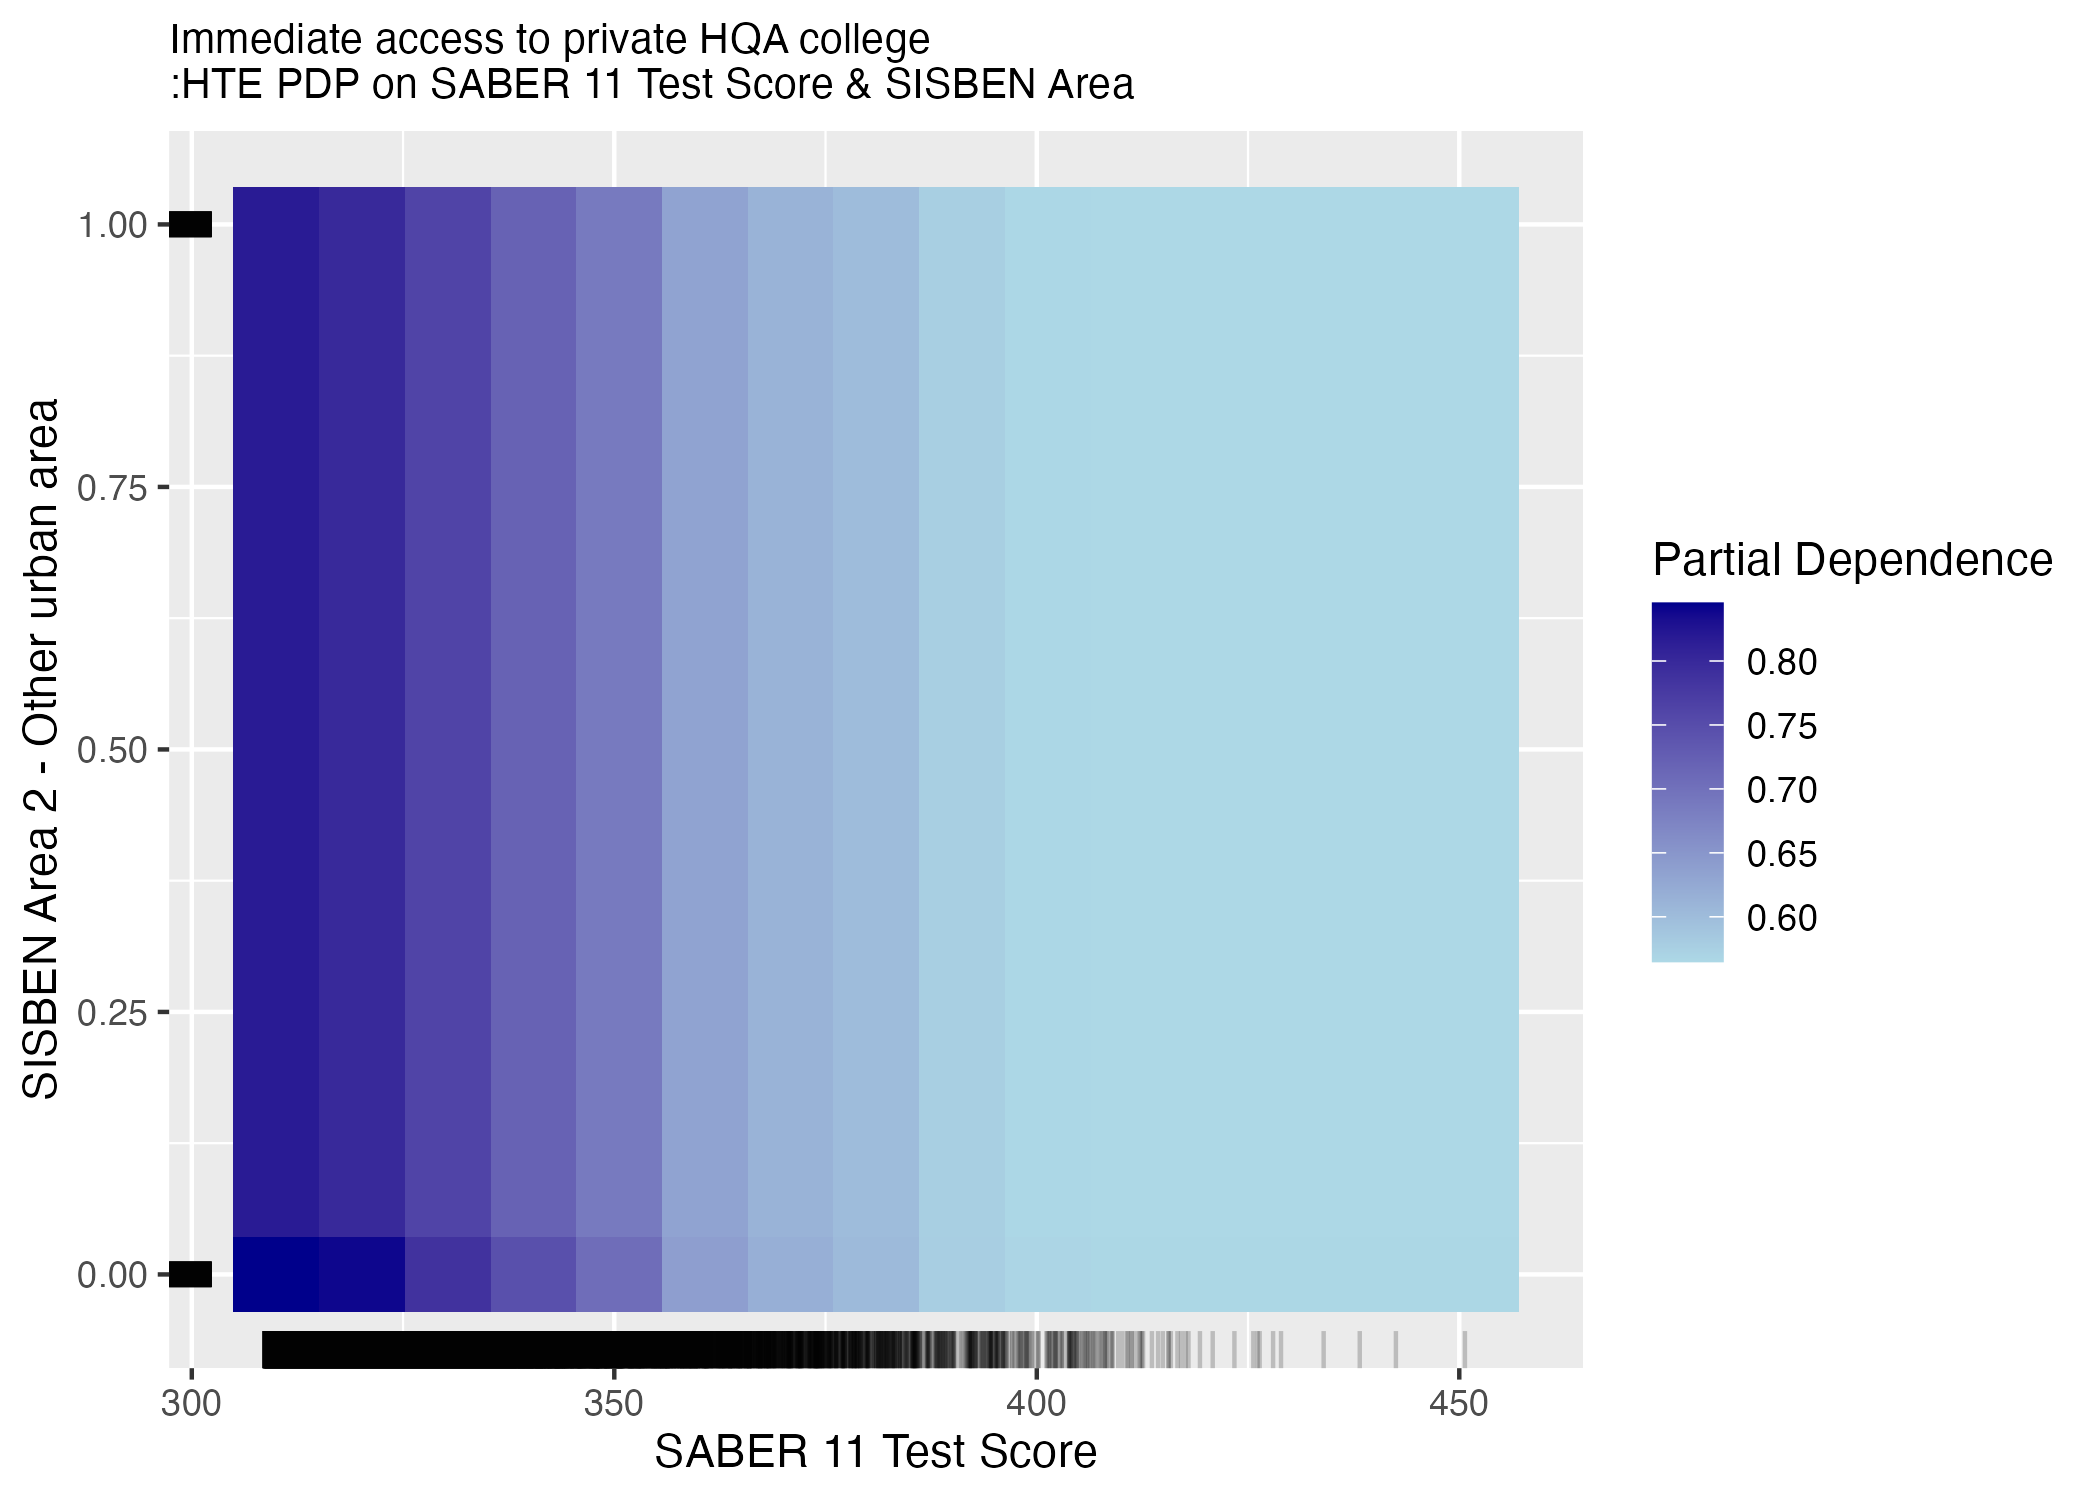 Immediate access to private HQA college
:HTE PDP on SABER 11 Test Score & SISBEN Area
SISBEN Area 2 - Other urban area
1.00
0.75
0.50
0.25
0.00
300
350
400
450
SABER 11 Test Score
Partial Dependence
0.80
0.75
0.70
0.65
0.60